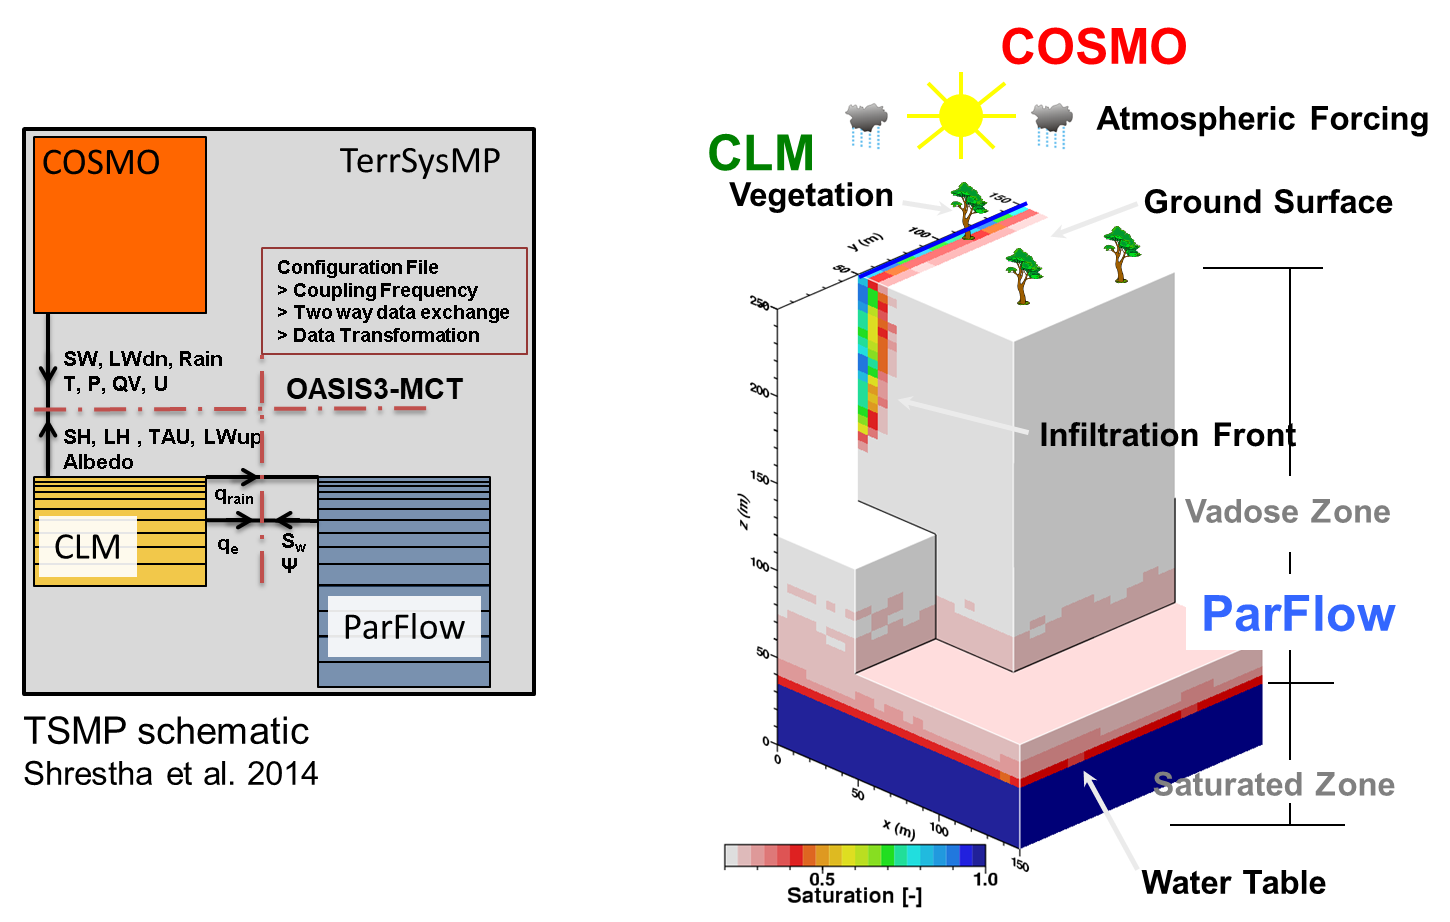 COSMO
TerrSysMP
Configuration File
> Coupling Frequency
> Two way data exchange
> Data Transformation
SW, LWdn, Rain
T, P, QV, U
OASIS3-MCT
SH, LH , TAU, LWup
Albedo
qrain
qe
Sw
Ψ
CLM
ParFlow
TSMP schematic
Shrestha et al. 2014
COSMO
Atmospheric Forcing
CLM
Vegetation
Ground Surface
150
100
50
y (m)
250
200
150
100
50
0
z (m)
Infiltration Front
Vadose Zone
ParFlow
Saturated Zone
0
50
100
150
x (m)
0.5
1.0
Saturation [-]
Water Table